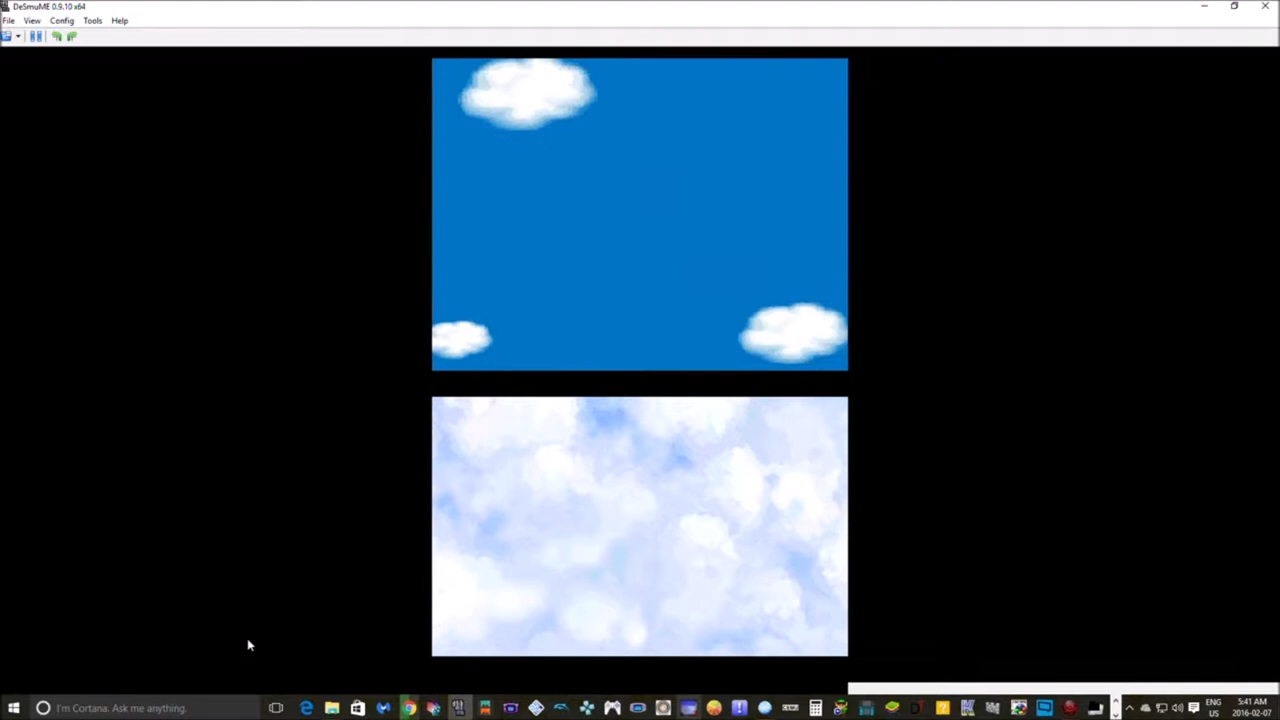 DeSmuME 0.9.10 x64
File View Config Tools Help
I'm Cortana. Ask me anything.
ENG 5:41 AM
US 2016-02-07